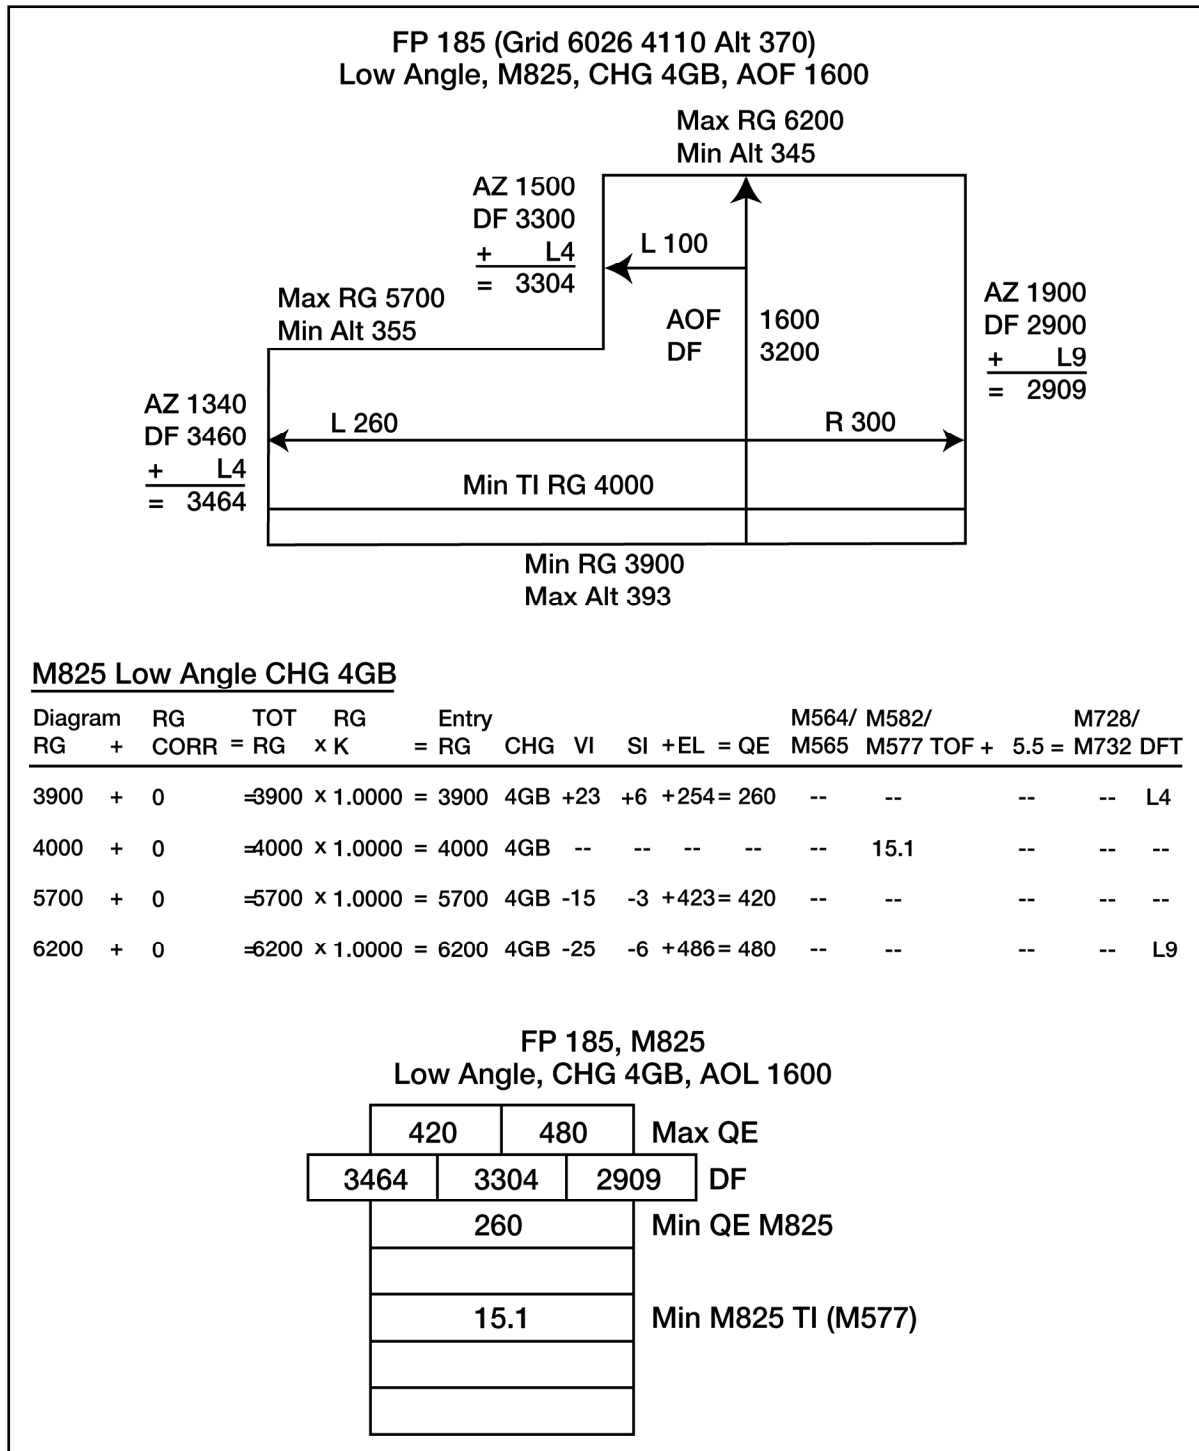 FP 185 (Grid 6026 4110 Alt 370)
Low Angle, M825, CHG 4GB, AOF 1600
Max RG 6200
Min Alt 345
AZ 1500
DF 3300
+ L4
= 3304
L 100
Max RG 5700
Min Alt 355
AOF 1600
DF 3200
AZ 1900
DF 2900
+ L9
= 2909
AZ 1340
DF 3460
+ L4
= 3464
L 260
R 300
Min TI RG 4000
Min RG 3900
Max Alt 393
M825 Low Angle CHG 4GB
Diagram RG TOT RG Entry M564/ M582/ M728/
RG + CORR = RG x K = RG CHG VI SI + EL = QE M565 M577 TOF + 5.5 = M732 DFT
3900 + 0 =3900 x 1.0000 = 3900 4GB +23 +6 +254= 260 -- -- -- -- L4
4000 + 0 =4000 x 1.0000 = 4000 4GB -- -- -- -- -- 15.1 -- -- --
5700 + 0 =5700 x 1.0000 = 5700 4GB -15 -3 +423= 420 -- -- -- -- --
6200 + 0 =6200 x 1.0000 = 6200 4GB -25 -6 +486= 480 -- -- -- -- L9
FP 185, M825
Low Angle, CHG 4GB, AOL 1600
420 480 Max QE
3464 3304 2909 DF
260 Min QE M825
15.1 Min M825 TI (M577)